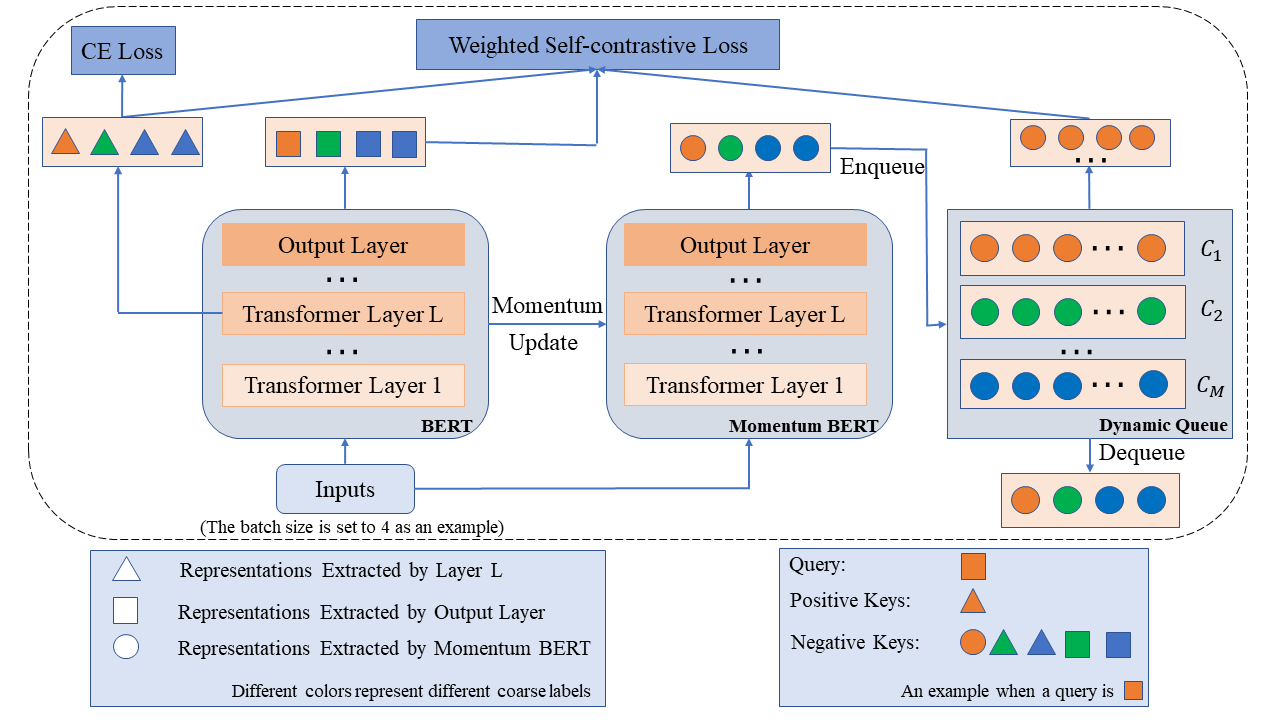 CE Loss
Weighted Self-contrastive Loss
Enqueue
...
Output Layer
...
Transformer Layer L
...
Transformer Layer 1
BERT
Momentum
Update
Output Layer
...
Transformer Layer L
...
Transformer Layer 1
Momentum BERT
... C1
... C2
...
... CM
Dynamic Queue
Dequeue
Inputs
(The batch size is set to 4 as an example)
Representations Extracted by Layer L
Representations Extracted by Output Layer
Representations Extracted by Momentum BERT
Different colors represent different coarse labels
Query:
Positive Keys:
Negative Keys:
An example when a query is